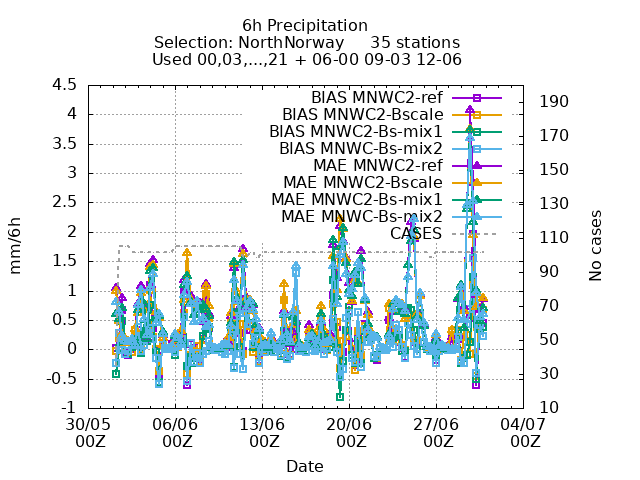 6h Precipitation
Selection: NorthNorway 35 stations
Used 00,03,...,21 + 06-00 09-03 12-06
4.5
4
3.5
3
2.5
2
1.5
1
0.5
0
-0.5
-1
mm/6h
190
170
150
130
110
90
70
50
30
10
No cases
BIAS MNWC2-ref
BIAS MNWC2-Bscale
BIAS MNWC2-Bs-mix1
BIAS MNWC-Bs-mix2
MAE MNWC2-ref
MAE MNWC2-Bscale
MAE MNWC2-Bs-mix1
MAE MNWC-Bs-mix2
CASES
30/05 06/06 13/06 20/06 27/06 04/07
00Z 00Z 00Z 00Z 00Z 00Z
Date